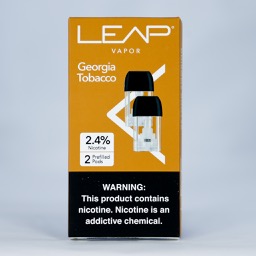 LEAP®
VAPOR
Georgia
Tobacco
2.4%
Nicotine
2 Prefilled
Pods
WARNING:
This product contains
nicotine. Nicotine is an
addictive chemical.